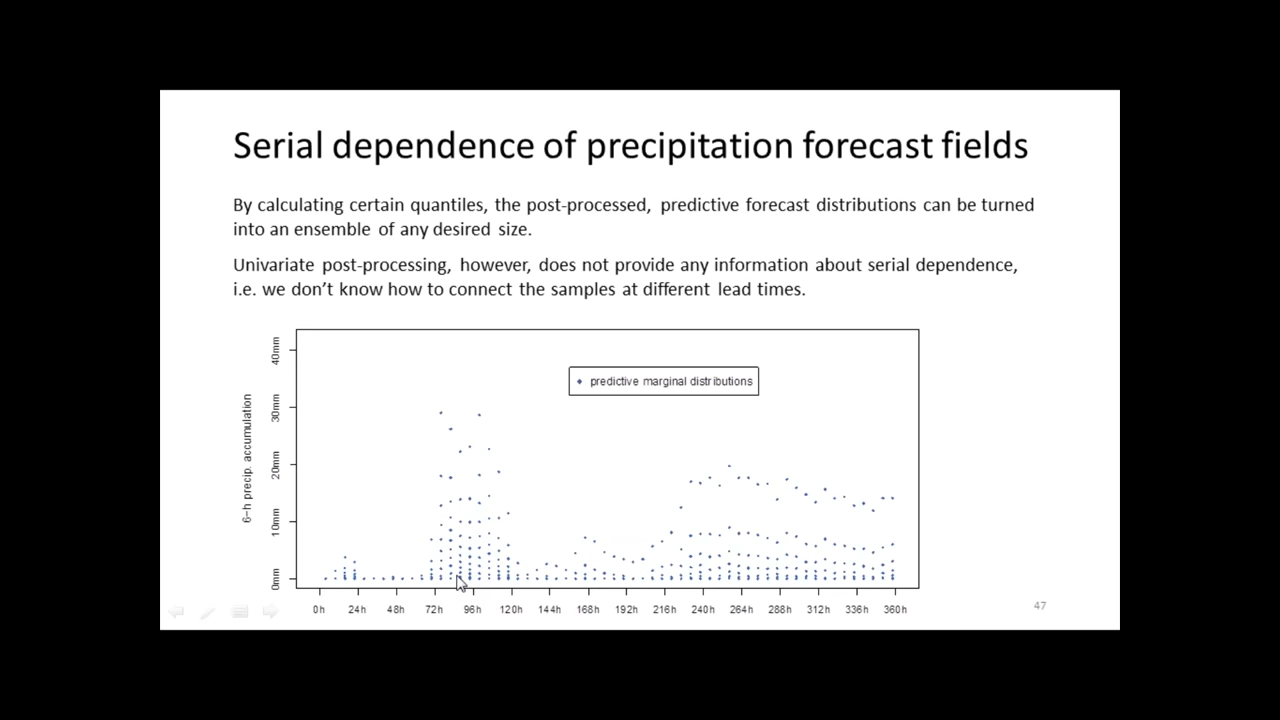 Serial dependence of precipitation forecast fields
By calculating certain quantiles, the post-processed, predictive forecast distributions can be turned
into an ensemble of any desired size.
Univariate post-processing, however, does not provide any information about serial dependence,
i.e. we don't know how to connect the samples at different lead times.
predictive marginal distributions
6-h precip. accumulation
40mm
30mm
20mm
10mm
0mm
0h 24h 48h 72h 96h 120h 144h 168h 192h 216h 240h 264h 288h 312h 336h 360h
47